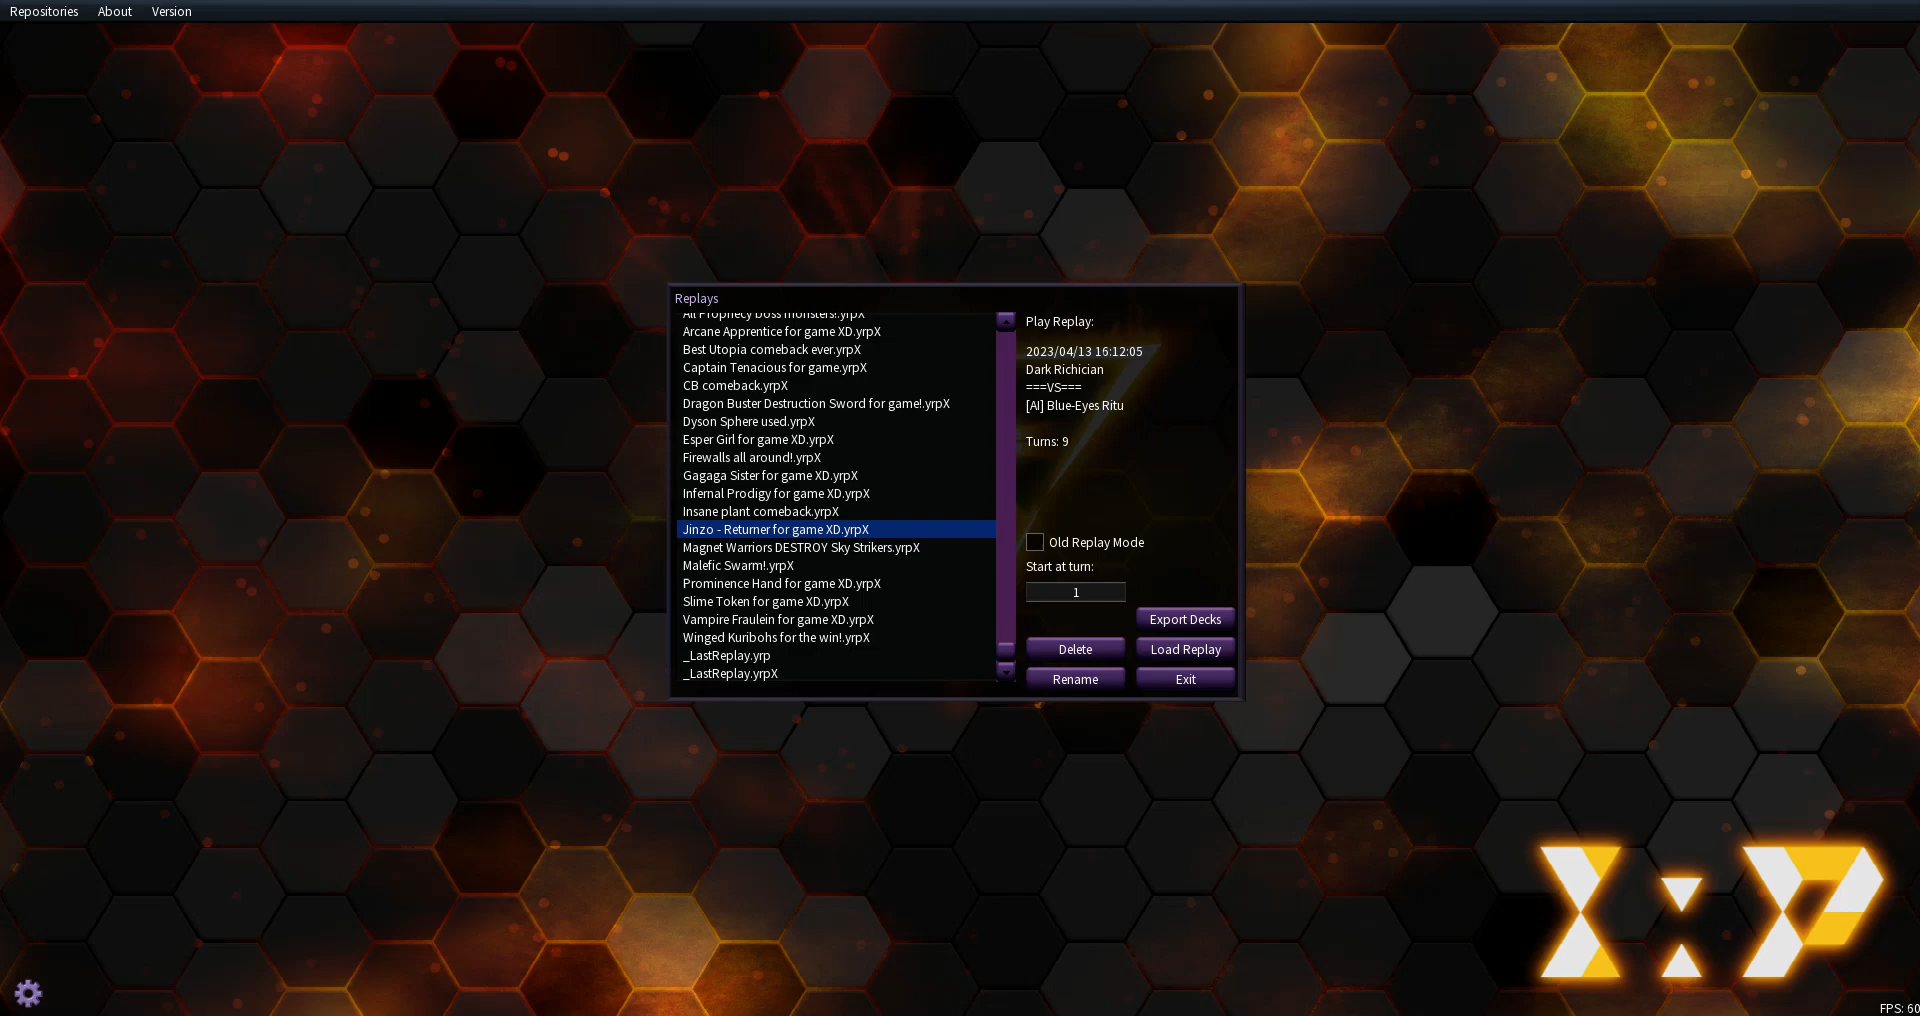 Repositories About Version
Replays
All Prophecy boss monsters!.yrpX
Arcane Apprentice for game XD.yrpX
Best Utopia comeback ever.yrpX
Captain Tenacious for game.yrpX
CB comeback.yrpX
Dragon Buster Destruction Sword for game!.yrpX
Dyson Sphere used.yrpX
Esper Girl for game XD.yrpX
Firewalls all around!.yrpX
Gagaga Sister for game XD.yrpX
Infernal Prodigy for game XD.yrpX
Insane plant comeback.yrpX
Jinzo - Returner for game XD.yrpX
Magnet Warriors DESTROY Sky Strikers.yrpX
Malefic Swarm!.yrpX
Prominence Hand for game XD.yrpX
Slime Token for game XD.yrpX
Vampire Fraulein for game XD.yrpX
Winged Kuribohs for the win!.yrpX
_LastReplay.yrp
_LastReplay.yrpX
Play Replay:
2023/04/13 16:12:05
Dark Richician
===VS===
[AI] Blue-Eyes Ritu
Turns: 9
Old Replay Mode
Start at turn:
1
Export Decks
Delete Load Replay
Rename Exit
X:P
FPS: 60